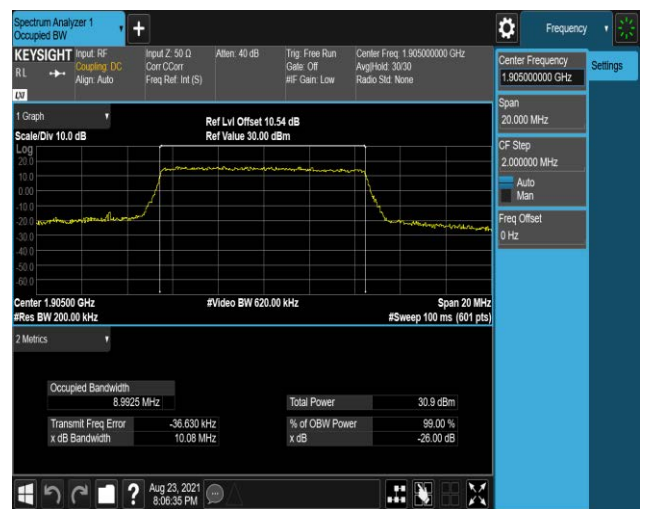 Spectrum Analyzer 1
Occupied BW
Frequency
KEYSIGHT
RL
LXI
Input: RF
Coupling: DC
Align: Auto
Input Z: 50 Ω
Corr CCorr
Freq Ref: Int (S)
Atten: 40 dB
Trig: Free Run
Gate: Off
#IF Gain: Low
Center Freq: 1.905000000 GHz
Avg|Hold: 30/30
Radio Std: None
Center Frequency
1.905000000 GHz
Settings
Span
20.000 MHz
CF Step
2.000000 MHz
Auto
Man
Freq Offset
0 Hz
1 Graph
Scale/Div 10.0 dB
Ref Lvl Offset 10.54 dB
Ref Value 30.00 dBm
Log
20.0
10.0
0.00
-10.0
-20.0
-30.0
-40.0
-50.0
-60.0
Center 1.90500 GHz
#Video BW 620.00 kHz
Span 20 MHz
#Res BW 200.00 kHz
#Sweep 100 ms (601 pts)
2 Metrics
Occupied Bandwidth
8.9925 MHz
Total Power 30.9 dBm
Transmit Freq Error -36.630 kHz
% of OBW Power 99.00 %
x dB Bandwidth 10.08 MHz
x dB -26.00 dB
?
Aug 23, 2021
8:06:35 PM